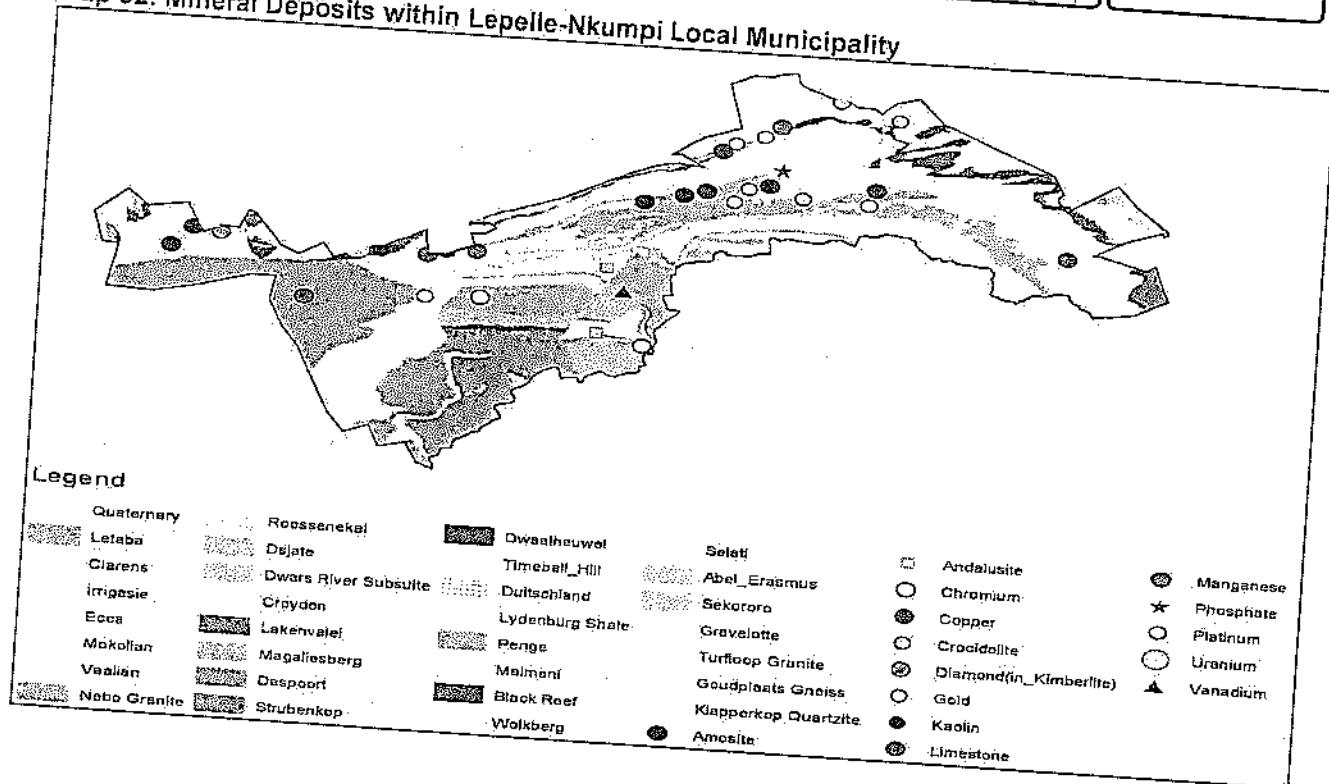 Mineral Deposits within Lepelle-Nkumpi Local Municipality
Legend
Quaternary
Letaba
Clarens
Irrigasie
Ecca
Mokolian
Vaalian
Nebo Granite
Roossenekal
Dsjate
Dwars River Subsuite
Croydon
Lakenvalei
Magaliesberg
Daspoort
Strubenkop
Dwaalheuwel
Timeball_Hill
Duitschland
Lydenburg Shale
Penge
Malmani
Black Reef
Wolkberg
Selati
Abel_Erasmus
Sekororo
Gravelotte
Turfloop Granite
Goudplaats Gneiss
Klapperkop Quartzite
Amosite
Andalusite
Chromium
Copper
Crocidolite
Diamond(in_Kimberlite)
Gold
Kaolin
Limestone
Manganese
Phosphate
Platinum
Uranium
Vanadium